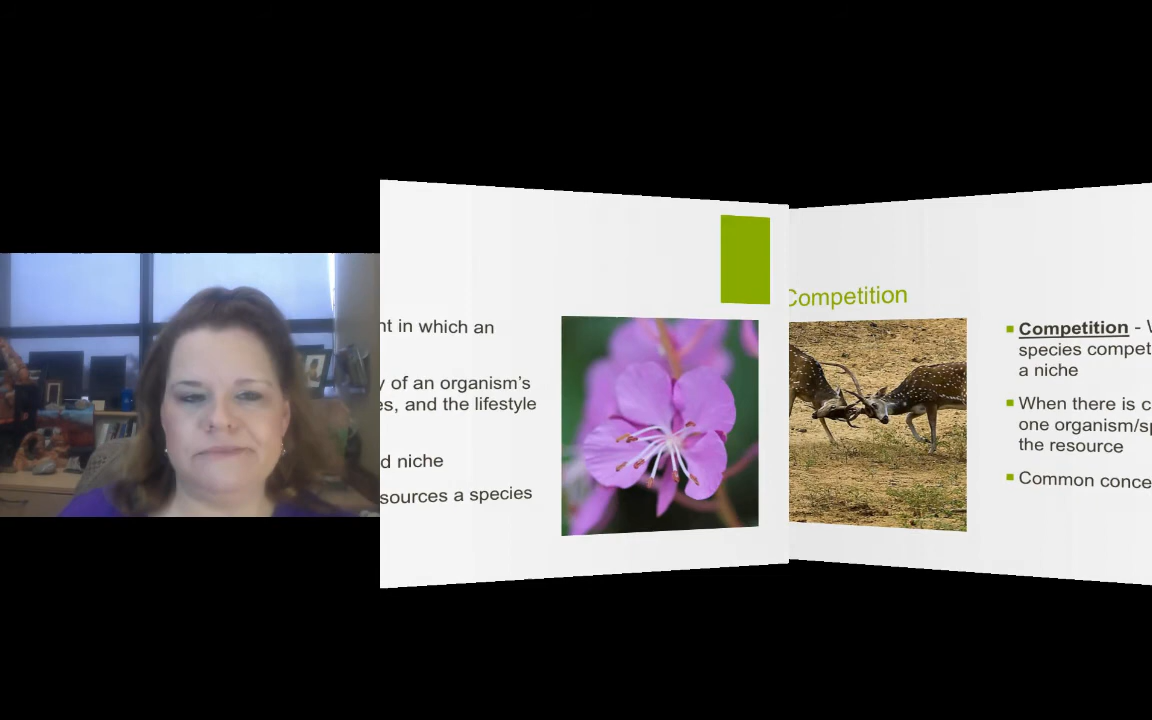 nt in which an
y of an organism's
es, and the lifestyle
d niche
sources a species
Competition
Competition -
species compet
a niche
When there is c
one organism/sp
the resource
Common conce